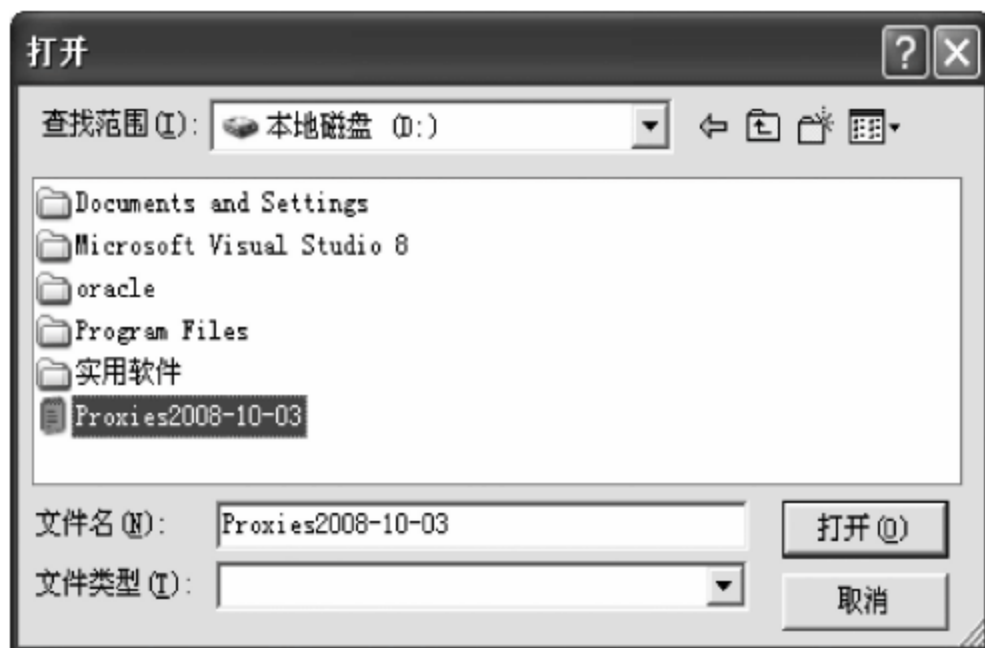 打开
查找范围(I): 本地磁盘 (D:)
Documents and Settings
Microsoft Visual Studio 8
oracle
Program Files
实用软件
Proxies2008-10-03
文件名(N): Proxies2008-10-03 打开(O)
文件类型(T): 取消